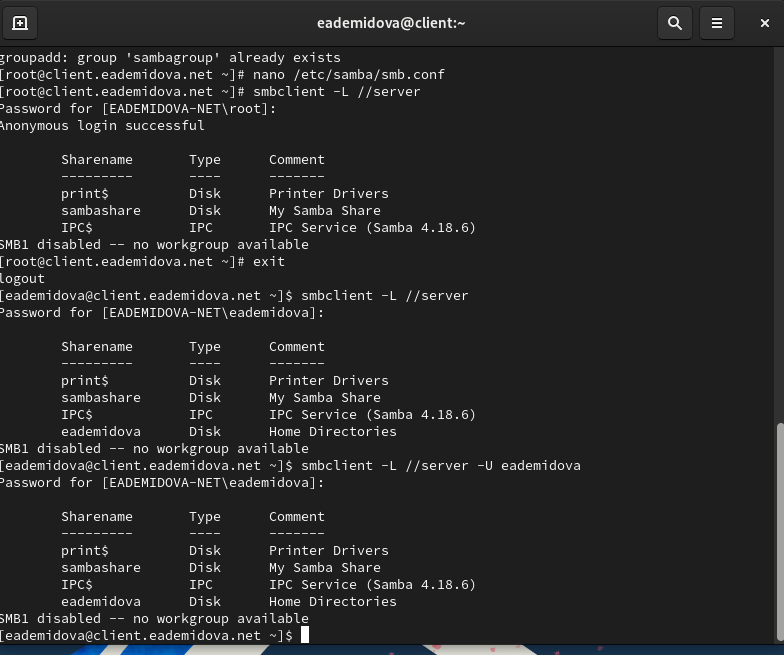 eademidova@client:~
groupadd: group 'sambagroup' already exists
[root@client.eademidova.net ~]# nano /etc/samba/smb.conf
[root@client.eademidova.net ~]# smbclient -L //server
Password for [EADEMIDOVA-NET\root]:
Anonymous login successful
Sharename Type Comment
--------- ---- -------
print$ Disk Printer Drivers
sambashare Disk My Samba Share
IPC$ IPC IPC Service (Samba 4.18.6)
SMB1 disabled -- no workgroup available
[root@client.eademidova.net ~]# exit
logout
[eademidova@client.eademidova.net ~]$ smbclient -L //server
Password for [EADEMIDOVA-NET\eademidova]:
Sharename Type Comment
--------- ---- -------
print$ Disk Printer Drivers
sambashare Disk My Samba Share
IPC$ IPC IPC Service (Samba 4.18.6)
eademidova Disk Home Directories
SMB1 disabled -- no workgroup available
[eademidova@client.eademidova.net ~]$ smbclient -L //server -U eademidova
Password for [EADEMIDOVA-NET\eademidova]:
Sharename Type Comment
--------- ---- -------
print$ Disk Printer Drivers
sambashare Disk My Samba Share
IPC$ IPC IPC Service (Samba 4.18.6)
eademidova Disk Home Directories
SMB1 disabled -- no workgroup available
[eademidova@client.eademidova.net ~]$